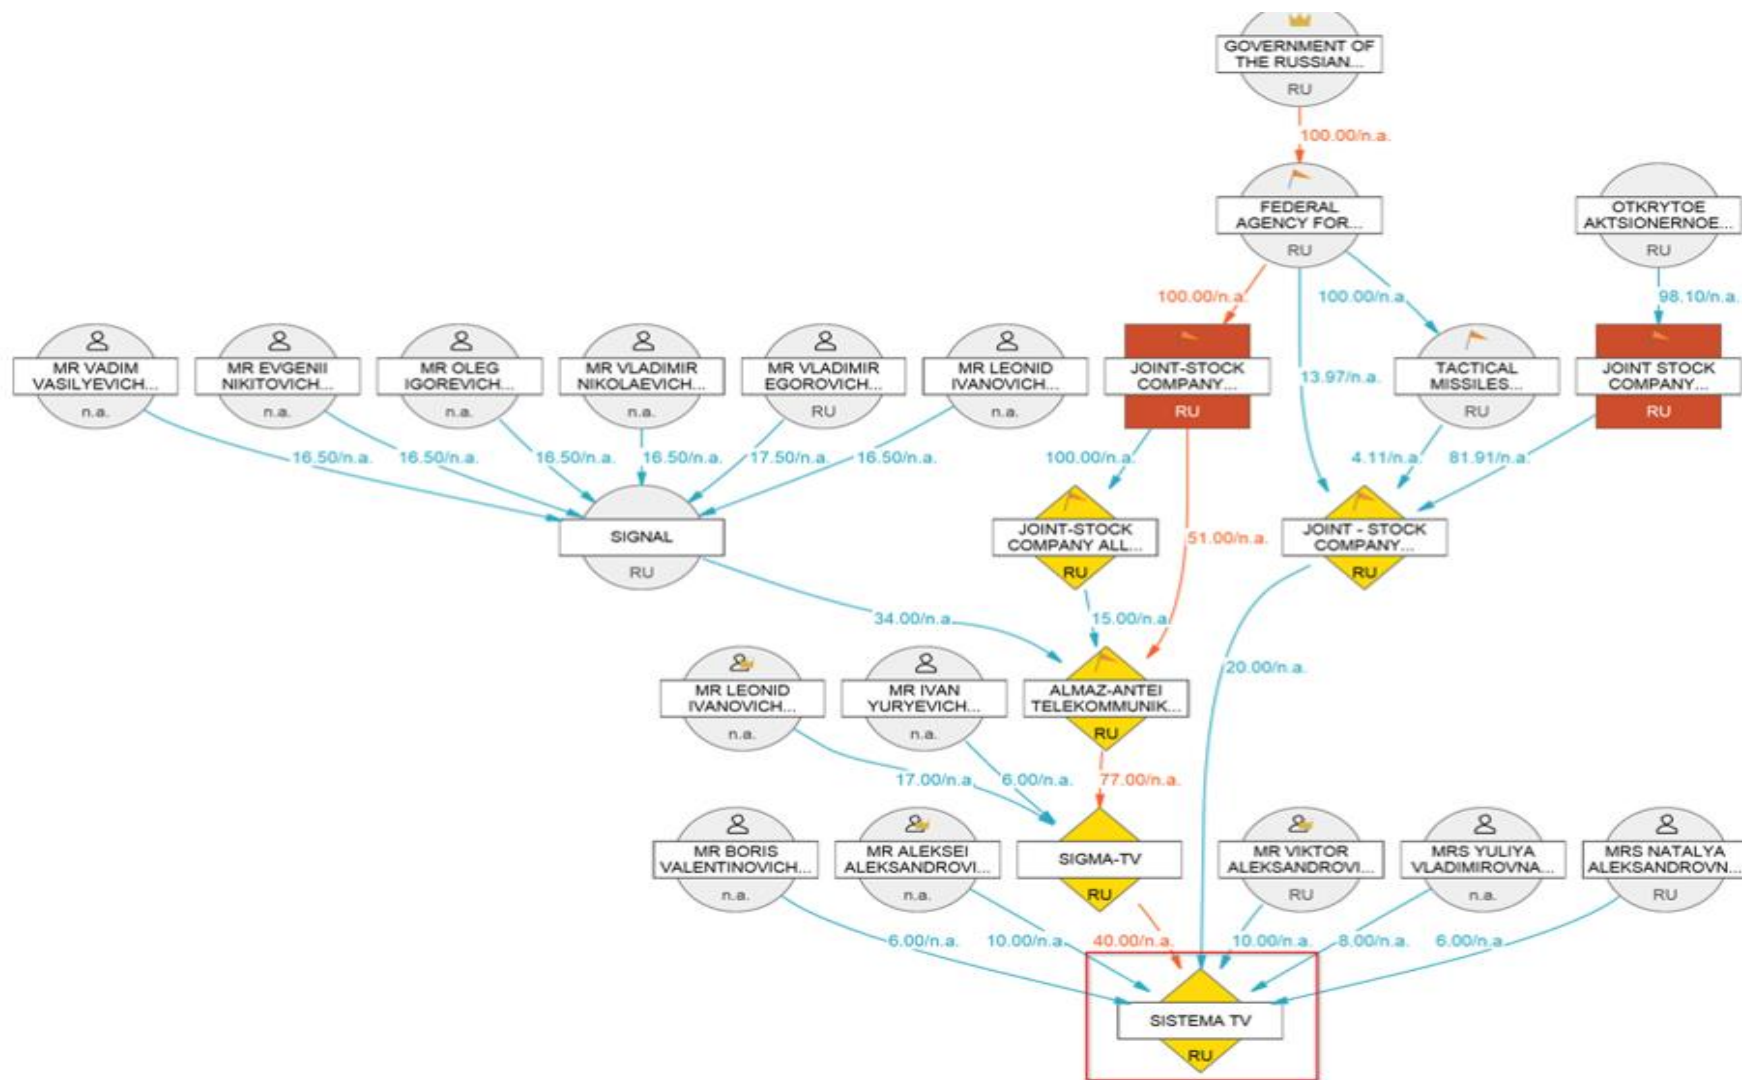 GOVERNMENT OF
THE RUSSIAN...
RU
100.00/n.a.
FEDERAL
AGENCY FOR...
RU
OTKRYTOE
AKTSIONERNOE...
RU
100.00/n.a.
100.00/n.a.
98.10/n.a.
MR VADIM
VASILYEVICH...
n.a.
MR EVGENII
NIKITOVICH...
n.a.
MR OLEG
IGOREVICH...
n.a.
MR VLADIMIR
NIKOLAEVICH...
n.a.
MR VLADIMIR
EGOROVICH...
RU
MR LEONID
IVANOVICH...
n.a.
JOINT-STOCK
COMPANY...
RU
13.97/n.a.
TACTICAL
MISSILES...
RU
JOINT STOCK
COMPANY...
RU
16.50/n.a.
16.50/n.a.
16.50/n.a.
16.50/n.a.
17.50/n.a.
16.50/n.a.
100.00/n.a.
4.11/n.a.
81.91/n.a.
SIGNAL
RU
JOINT-STOCK
COMPANY ALL...
RU
51.00/n.a.
JOINT - STOCK
COMPANY...
RU
34.00/n.a.
15.00/n.a.
20.00/n.a.
MR LEONID
IVANOVICH...
n.a.
MR IVAN
YURYEVICH...
n.a.
ALMAZ-ANTEI
TELEKOMMUNIK...
RU
17.00/n.a.
6.00/n.a.
77.00/n.a.
MR BORIS
VALENTINOVICH...
n.a.
MR ALEKSEI
ALEKSANDROVI...
n.a.
SIGMA-TV
RU
MR VIKTOR
ALEKSANDROVI...
RU
MRS YULIYA
VLADIMIROVNA...
n.a.
MRS NATALYA
ALEKSANDROVN...
RU
6.00/n.a.
10.00/n.a.
40.00/n.a.
10.00/n.a.
8.00/n.a.
6.00/n.a.
SISTEMA TV
RU